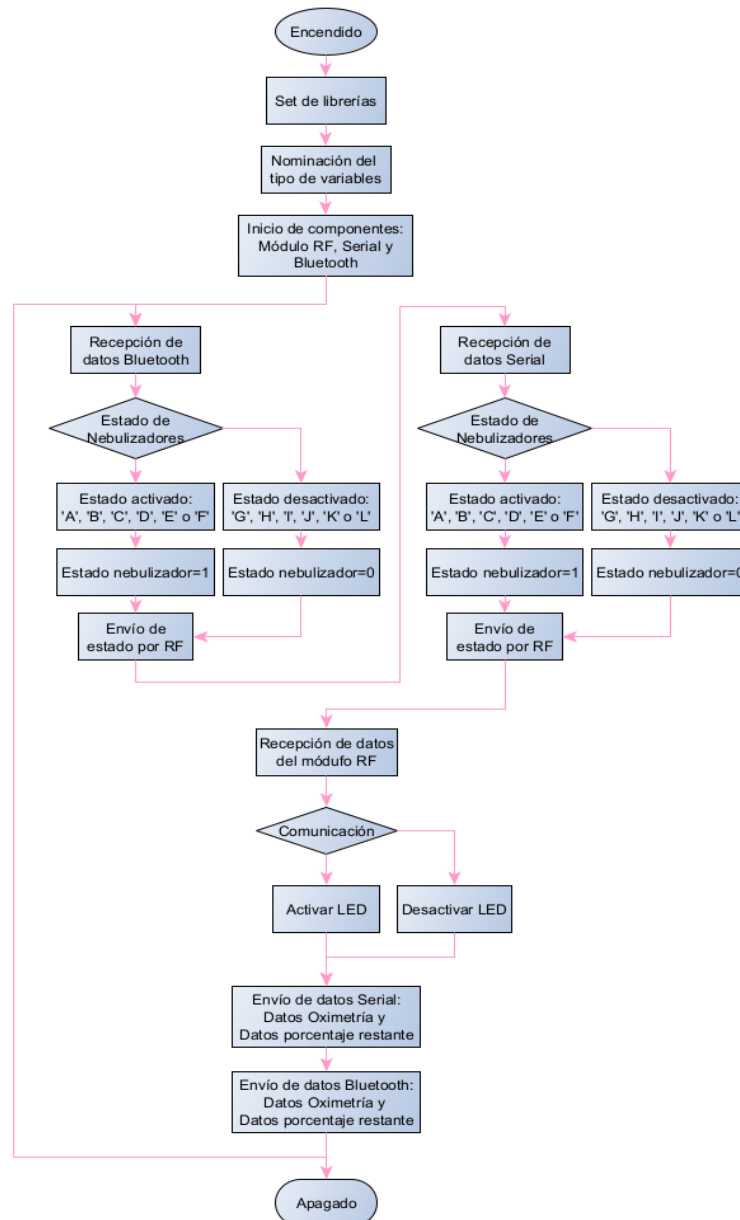 Encendido
Set de librerías
Nominación del
tipo de variables
Inicio de componentes:
Módulo RF, Serial y
Bluetooth
Recepción de
datos Bluetooth
Estado de
Nebulizadores
Estado activado:
'A', 'B', 'C', 'D', 'E' o 'F'
Estado desactivado:
'G', 'H', 'I', 'J', 'K' o 'L'
Estado nebulizador=1
Estado nebulizador=0
Envío de
estado por RF
Recepción de
datos Serial
Estado de
Nebulizadores
Estado activado:
'A', 'B', 'C', 'D', 'E' o 'F'
Estado desactivado:
'G', 'H', 'I', 'J', 'K' o 'L'
Estado nebulizador=1
Estado nebulizador=0
Envío de
estado por RF
Recepción de datos
del módufo RF
Comunicación
Activar LED
Desactivar LED
Envío de datos Serial:
Datos Oximetría y
Datos porcentaje restante
Envío de datos Bluetooth:
Datos Oximetría y
Datos porcentaje restante
Apagado